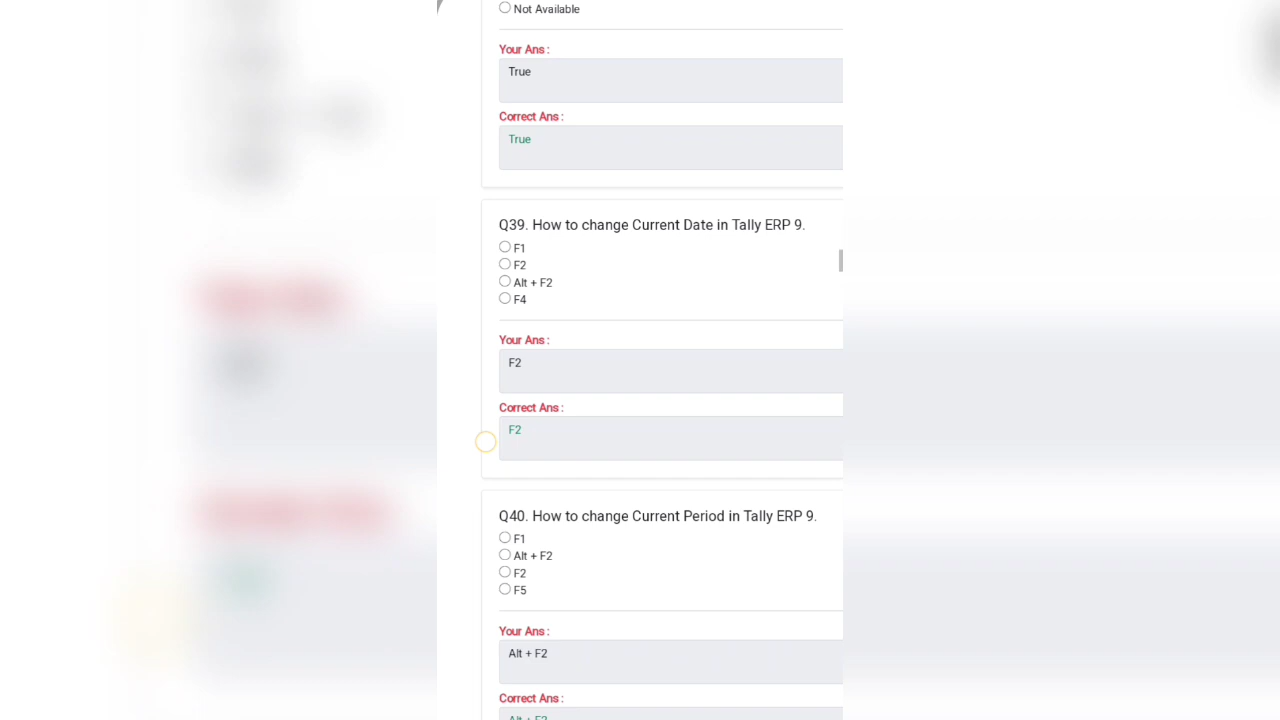 Not Available
Your Ans :
True
Correct Ans :
True
Q39. How to change Current Date in Tally ERP 9.
F1
F2
Alt + F2
F4
Your Ans :
F2
Correct Ans :
F2
Q40. How to change Current Period in Tally ERP 9.
F1
Alt + F2
F2
F5
Your Ans :
Alt + F2
Correct Ans :
Alt + F2